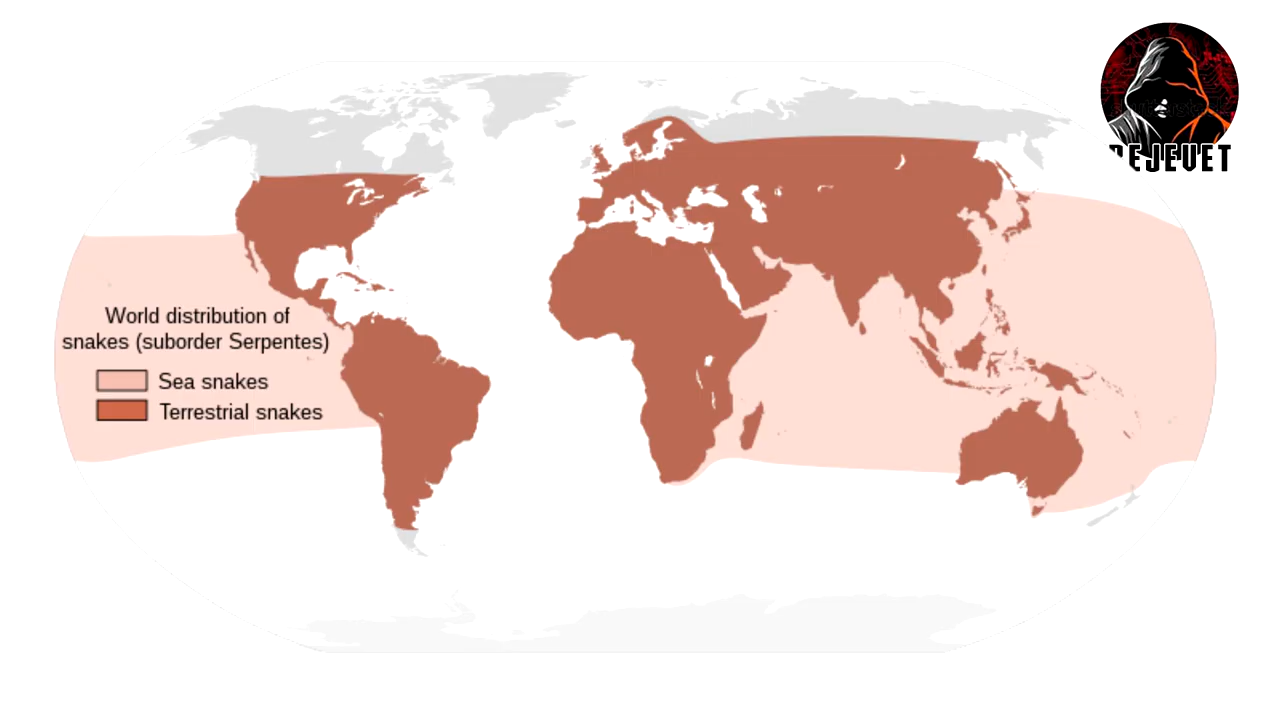 World distribution of
snakes (suborder Serpentes)
Sea snakes
Terrestrial snakes